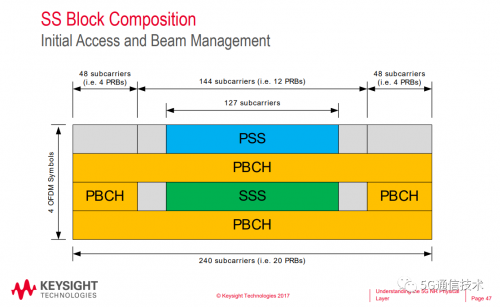 SS Block Composition
Initial Access and Beam Management
48 subcarriers
(i.e. 4 PRBs)
144 subcarriers (i.e. 12 PRBs)
48 subcarriers
(i.e. 4 PRBs)
127 subcarriers
4 OFDM Symbols
PSS
PBCH
PBCH
SSS
PBCH
PBCH
240 subcarriers (i.e. 20 PRBs)
KEYSIGHT
TECHNOLOGIES
© Keysight Technologies 2017
Understanding the 5G NR Physical
Layer
Page 47
5G通信技术